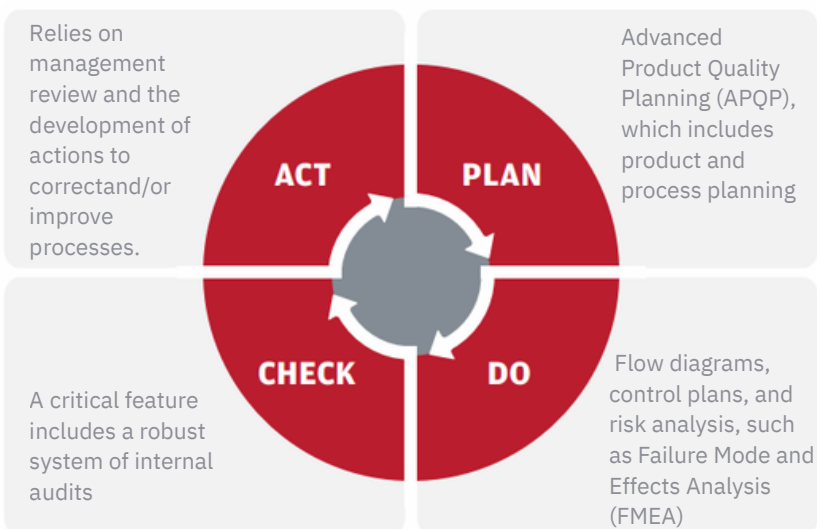 Relies on
management
review and the
development of
actions to
correctand/or
improve
processes.
Advanced
Product Quality
Planning (APQP),
which includes
product and
process planning
ACT
PLAN
CHECK
DO
A critical feature
includes a robust
system of internal
audits
Flow diagrams,
control plans, and
risk analysis, such
as Failure Mode and
Effects Analysis
(FMEA)